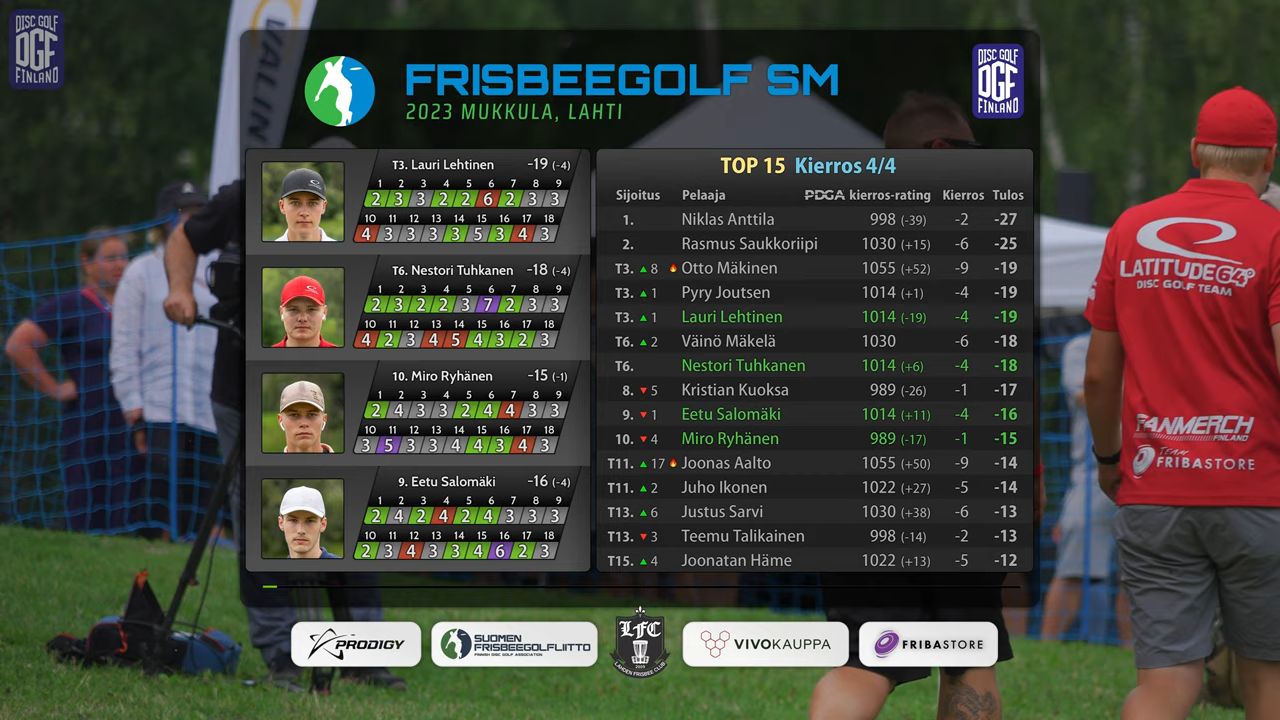 DISC GOLF
DGF
FINLAND
FRISBEEGOLF SM
2023 MUKKULA, LAHTI
DISC GOLF
DGF
FINLAND
T3. Lauri Lehtinen -19 (-4)
1 2 3 4 5 6 7 8 9
2 3 3 2 2 6 2 3 3
10 11 12 13 14 15 16 17 18
4 3 3 3 3 3 5 3 4 3
T6. Nestori Tuhkanen -18 (-4)
1 2 3 4 5 6 7 8 9
2 3 2 2 3 7 2 3 3
10 11 12 13 14 15 16 17 18
4 2 3 4 5 4 3 2 3
10. Miro Ryhänen -15 (-1)
1 2 3 4 5 6 7 8 9
2 4 3 3 2 4 4 3 3
10 11 12 13 14 15 16 17 18
3 5 3 3 4 4 3 4 3
9. Eetu Salomäki -16 (-4)
1 2 3 4 5 6 7 8 9
2 4 2 4 2 4 3 3 3
10 11 12 13 14 15 16 17 18
2 3 4 3 3 4 6 2 3
TOP 15 Kierros 4/4
Sijoitus Pelaaja PDGA kierros-rating Kierros Tulos
1. Niklas Anttila 998 (-39) -2 -27
2. Rasmus Saukkoriipi 1030 (+15) -6 -25
T3. ▲ 8 Otto Mäkinen 1055 (+52) -9 -19
T3. ▲ 1 Pyry Joutsen 1014 (+1) -4 -19
T3. ▲ 1 Lauri Lehtinen 1014 (-19) -4 -19
T6. ▲ 2 Väinö Mäkelä 1030 -6 -18
T6. Nestori Tuhkanen 1014 (+6) -4 -18
8. ▼ 5 Kristian Kuoksa 989 (-26) -1 -17
9. ▼ 1 Eetu Salomäki 1014 (+11) -4 -16
10. ▼ 4 Miro Ryhänen 989 (-17) -1 -15
T11. ▲ 17 Joonas Aalto 1055 (+50) -9 -14
T11. ▲ 2 Juho Ikonen 1022 (+27) -5 -14
T13. ▲ 6 Justus Sarvi 1030 (+38) -6 -13
T13. ▼ 3 Teemu Talikainen 998 (-14) -2 -13
T15. ▲ 4 Joonatan Häme 1022 (+13) -5 -12
LATITUDE 64°
DISC GOLF TEAM
FANMERCH
FINLAND
TEAM
FRIBASTORE
PRODIGY
SUOMEN
FRISBEEGOLFLIITTO
FINNISH DISC GOLF ASSOCIATION
LFC
2005
LAHDEN FRISBEE CLUB
VIVOKAUPPA
FRIBASTORE